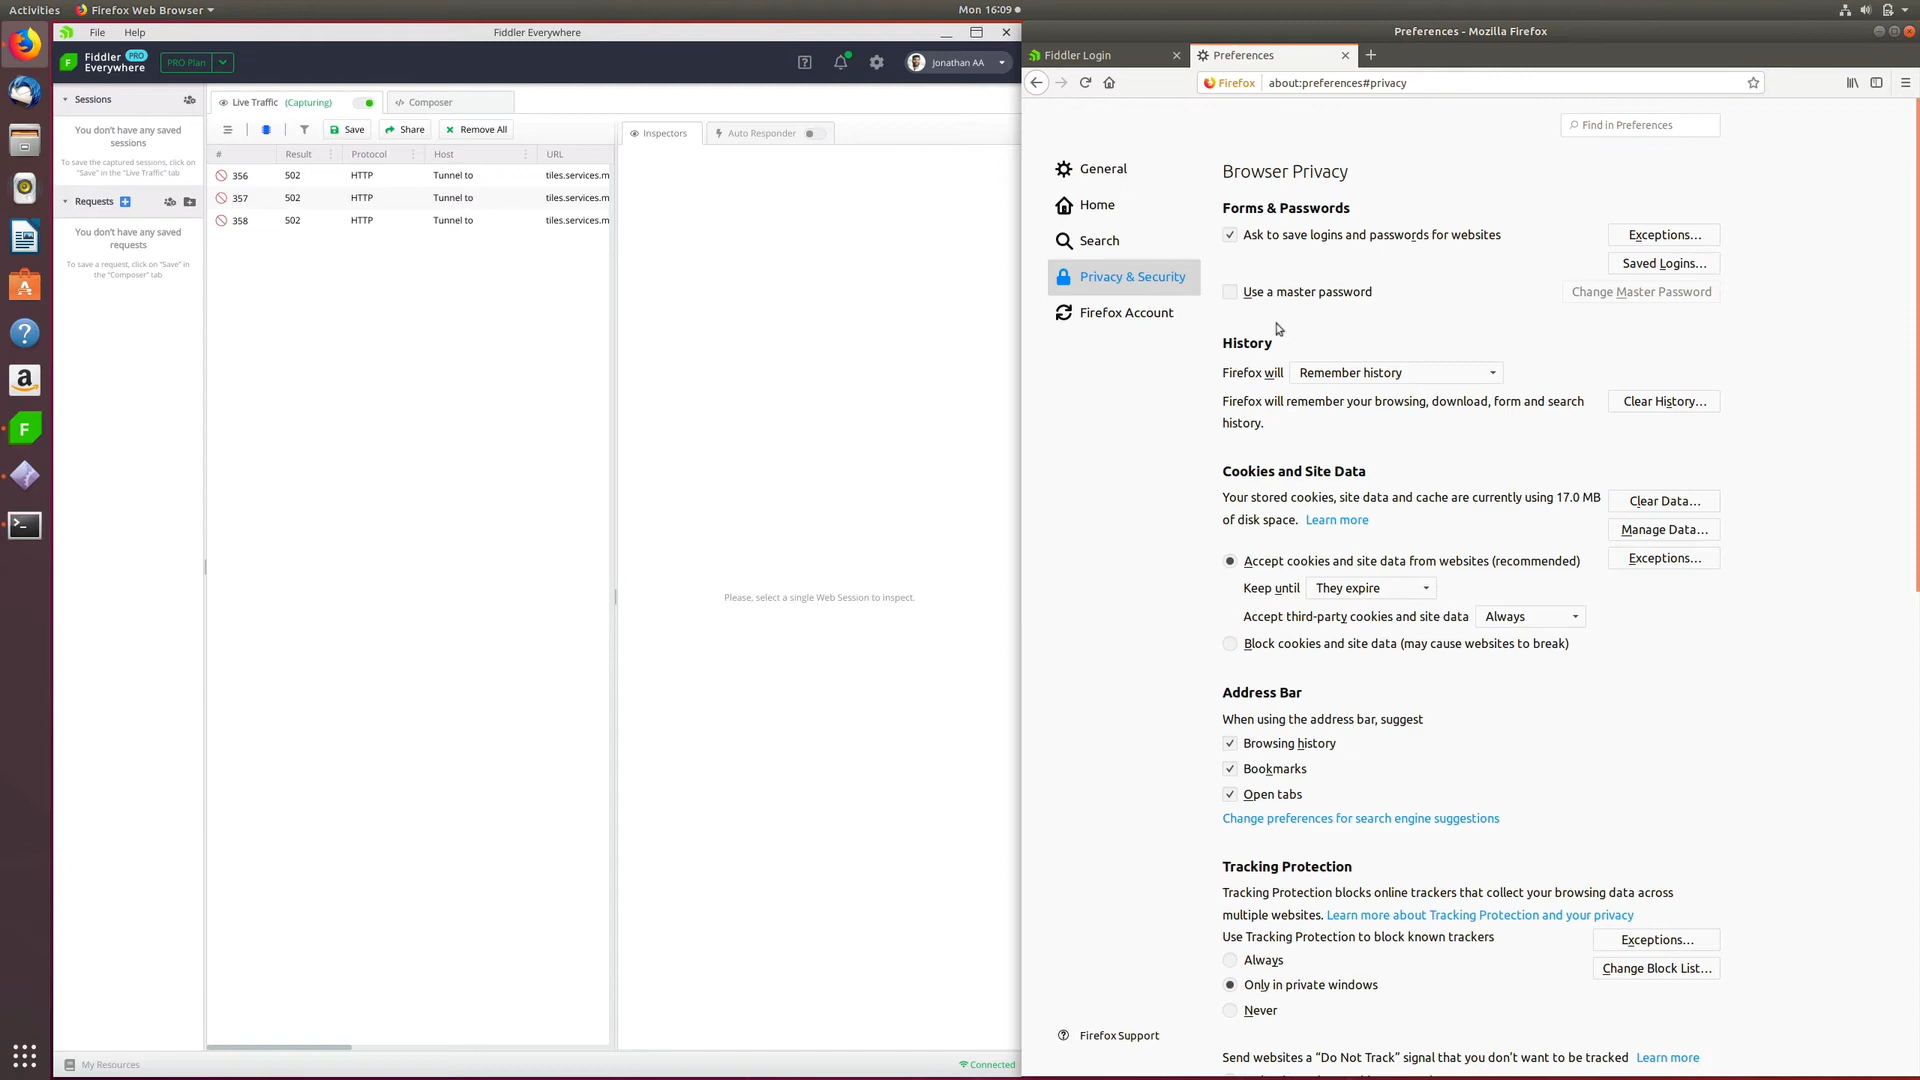 Activities
Firefox Web Browser
Mon 16:09
File
Help
Fiddler Everywhere
Preferences - Mozilla Firefox
Fiddler PRO
Everywhere
PRO Plan
Jonathan AA
Fiddler Login
Preferences
Firefox
about:preferences#privacy
Sessions
You don't have any saved
sessions
To save the captured sessions, click on
"Save" in the "Live Traffic" tab
Requests
You don't have any saved
requests
To save a request, click on "Save" in
the "Composer" tab
Live Traffic (Capturing)
Composer
Save
Share
Remove All
# Result Protocol Host URL
356 502 HTTP Tunnel to tiles.services.m
357 502 HTTP Tunnel to tiles.services.m
358 502 HTTP Tunnel to tiles.services.m
Inspectors
Auto Responder
Please, select a single Web Session to inspect.
My Resources
Connected
Find in Preferences
General
Home
Search
Privacy & Security
Firefox Account
Firefox Support
Browser Privacy
Forms & Passwords
Ask to save logins and passwords for websites
Exceptions...
Saved Logins...
Use a master password
Change Master Password
History
Firefox will Remember history
Firefox will remember your browsing, download, form and search
history.
Clear History...
Cookies and Site Data
Your stored cookies, site data and cache are currently using 17.0 MB
of disk space. Learn more
Clear Data...
Manage Data...
Exceptions...
Accept cookies and site data from websites (recommended)
Keep until They expire
Accept third-party cookies and site data Always
Block cookies and site data (may cause websites to break)
Address Bar
When using the address bar, suggest
Browsing history
Bookmarks
Open tabs
Change preferences for search engine suggestions
Tracking Protection
Tracking Protection blocks online trackers that collect your browsing data across
multiple websites. Learn more about Tracking Protection and your privacy
Use Tracking Protection to block known trackers
Exceptions...
Always
Change Block List...
Only in private windows
Never
Send websites a “Do Not Track” signal that you don’t want to be tracked Learn more